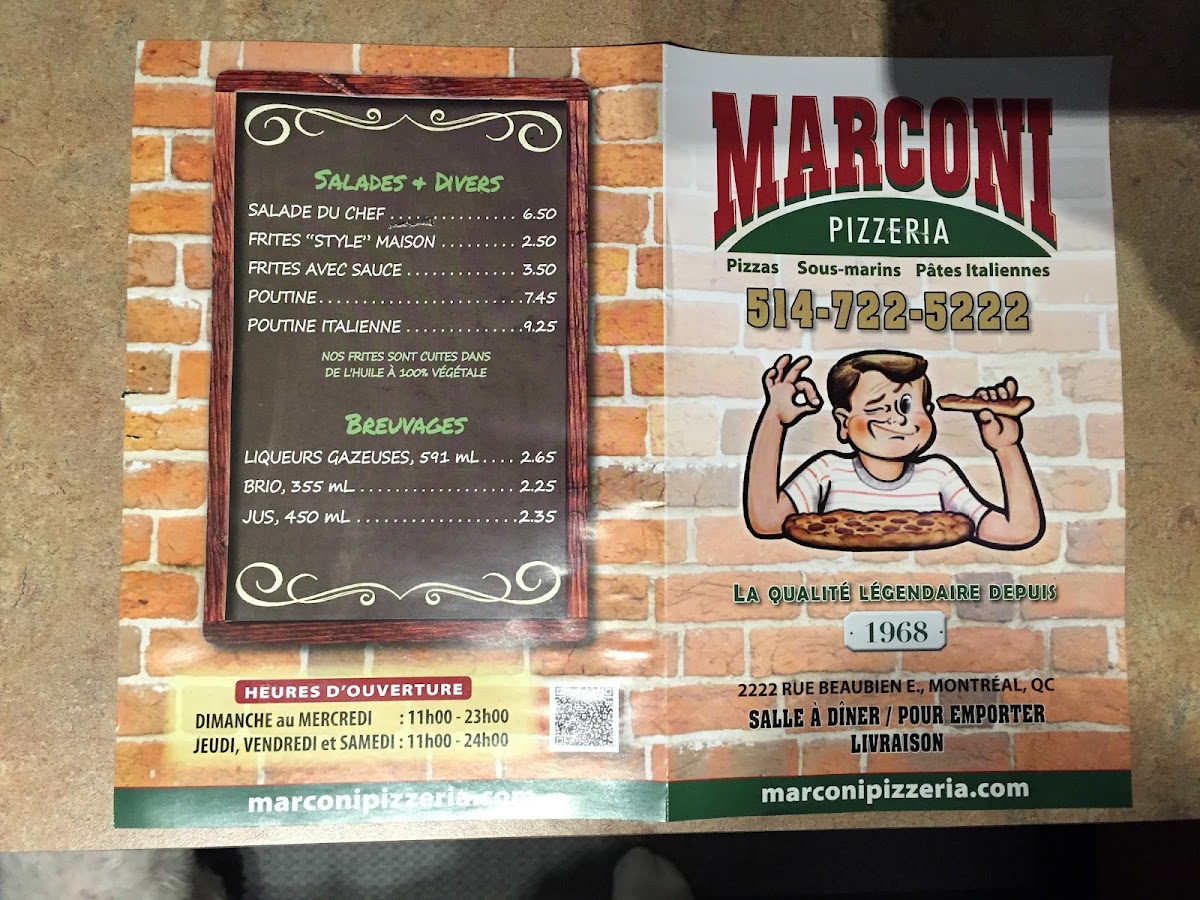 SALADES & DIVERS
SALADE DU CHEF . . . . . . . . . . . . . . . 6.50
FRITES “STYLE” MAISON . . . . . . . . . 2.50
FRITES AVEC SAUCE . . . . . . . . . . . . . 3.50
POUTINE . . . . . . . . . . . . . . . . . . . . . . . . 7.45
POUTINE ITALIENNE . . . . . . . . . . . . . 9.25
NOS FRITES SONT CUITES DANS
DE L'HUILE À 100% VÉGÉTALE
BREUVAGES
LIQUEURS GAZEUSES, 591 mL . . . . 2.65
BRIO, 355 mL . . . . . . . . . . . . . . . . . . . 2.25
JUS, 450 mL . . . . . . . . . . . . . . . . . . . 2.35
HEURES D'OUVERTURE
DIMANCHE au MERCREDI : 11h00 - 23h00
JEUDI, VENDREDI et SAMEDI : 11h00 - 24h00
marconipizzeria.com
MARCONI
PIZZERIA
Pizzas Sous-marins Pâtes Italiennes
514-722-5222
LA QUALITÉ LÉGENDAIRE DEPUIS
1968
2222 RUE BEAUBIEN E., MONTRÉAL, QC
SALLE À DÎNER / POUR EMPORTER
LIVRAISON
marconipizzeria.com